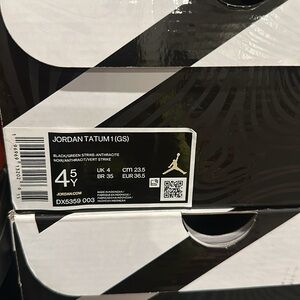 JORDAN TATUM 1 (GS)
BLACK/GREEN STRIKE-ANTHRACITE
NOIR/ANTHRACIT/VERT STRIKE
4.5Y
UK 4
CM 23.5
BR 35
EUR 36.5
JORDAN.COM
DX5359 003